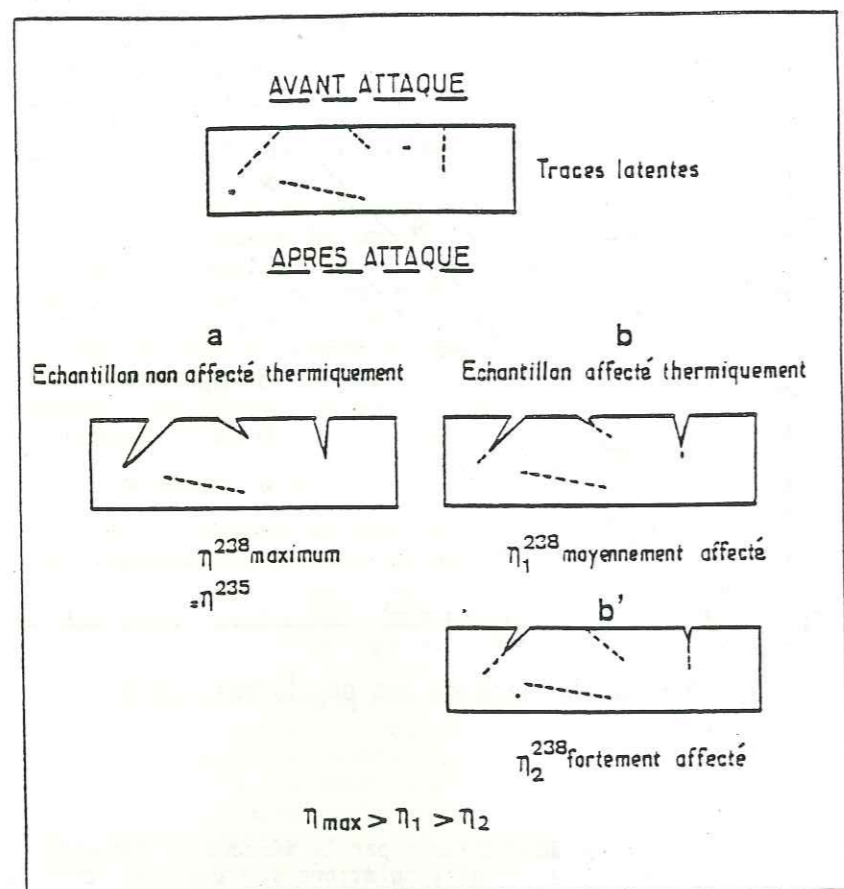 AVANT ATTAQUE
Traces latentes
APRES ATTAQUE
a
Echantillon non affecté thermiquement
b
Echantillon affecté thermiquement
η²³⁸ maximum
=η²³⁵
η₁²³⁸ moyennement affecté
b'
η₂²³⁸ fortement affecté
ηmax > η₁ > η₂